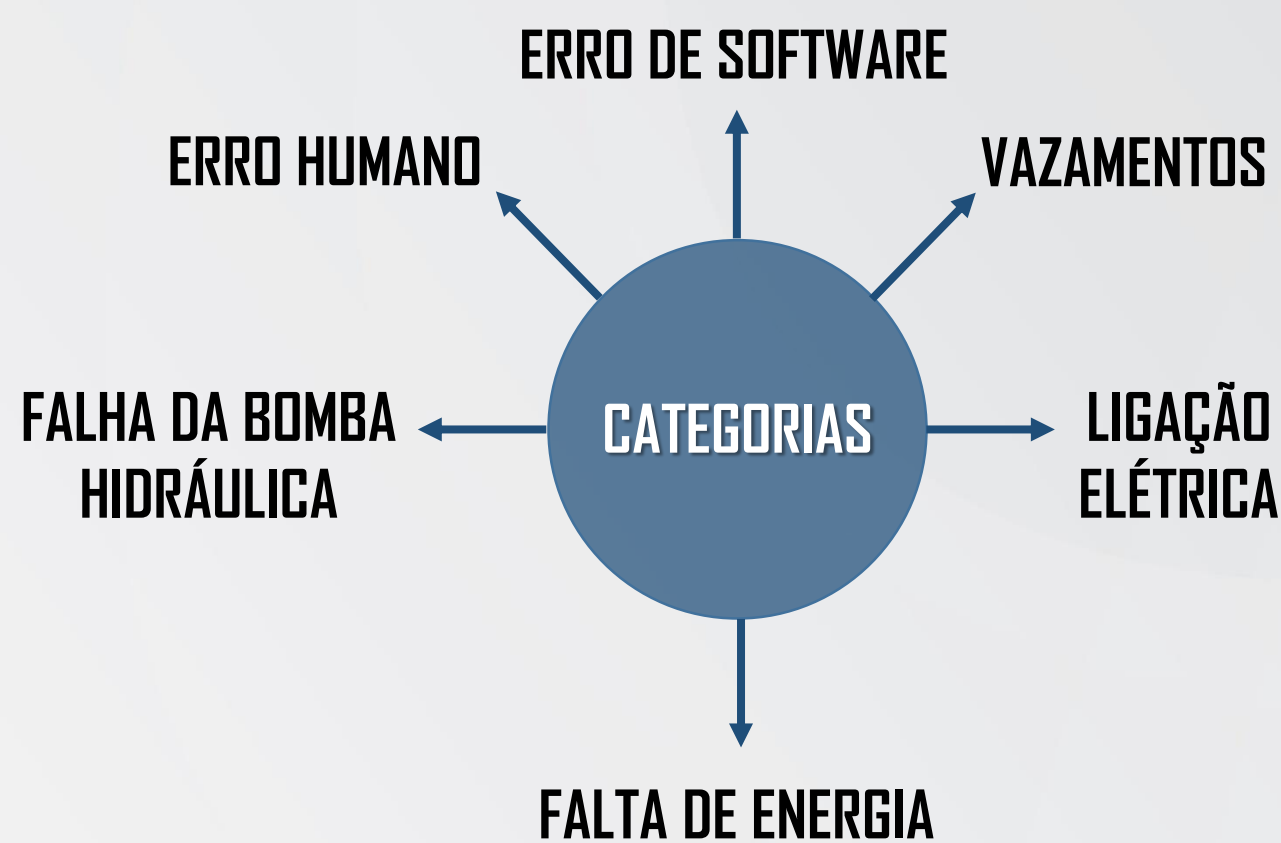 ERRO DE SOFTWARE
ERRO HUMANO
VAZAMENTOS
FALHA DA BOMBA
HIDRÁULICA
CATEGORIAS
LIGAÇÃO
ELÉTRICA
FALTA DE ENERGIA